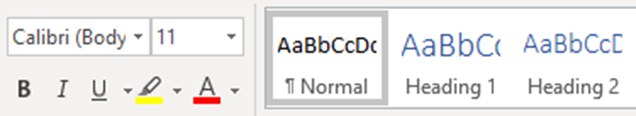 Calibri (Body 11
B I U A
AaBbCcDc AaBbCc AaBbCcD
¶ Normal Heading 1 Heading 2